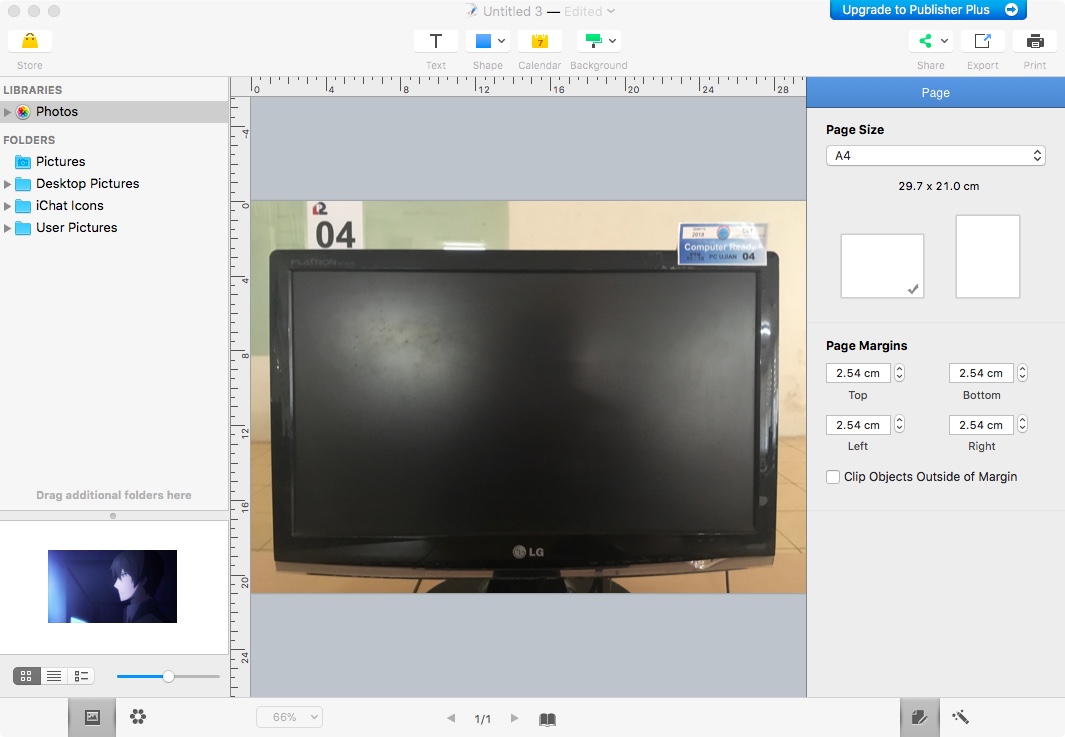 Untitled 3 — Edited
Upgrade to Publisher Plus
Store
Text
Shape
7
Calendar
Background
Share
Export
Print
LIBRARIES
Photos
FOLDERS
Pictures
Desktop Pictures
iChat Icons
User Pictures
Drag additional folders here
0 4 8 12 16 20 24 28
-4
0
4
8
12
16
20
24
04
2018
Computer Ready
PC UJIAN 04
FLATRON
LG
66%
1/1
Page
Page Size
A4
29.7 x 21.0 cm
Page Margins
2.54 cm 2.54 cm
Top Bottom
2.54 cm 2.54 cm
Left Right
Clip Objects Outside of Margin